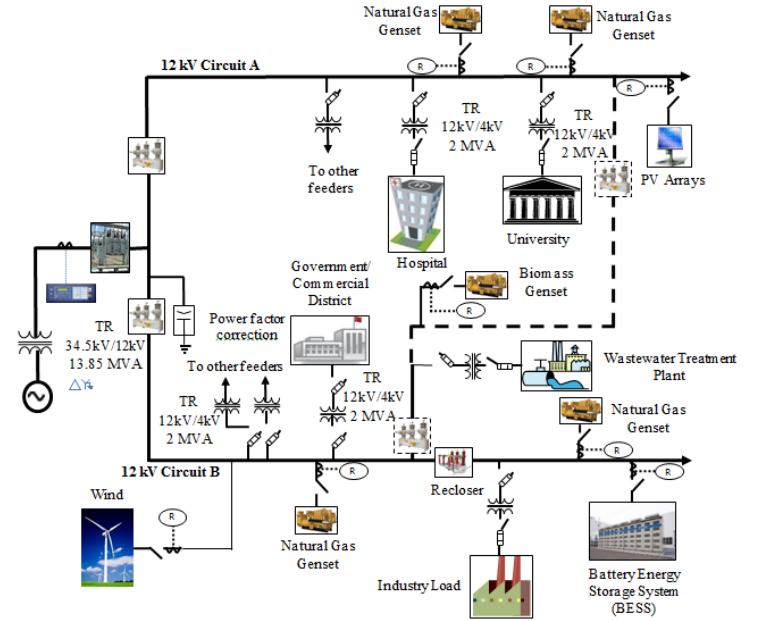 Natural Gas
Genset
Natural Gas
Genset
R
R
R
12 kV Circuit A
TR
12kV/4kV
2 MVA
TR
12kV/4kV
2 MVA
To other
feeders
PV Arrays
University
Hospital
Government/
Commercial
District
Biomass
Genset
R
Power factor
correction
TR
34.5kV/12kV
13.85 MVA
To other feeders
Wastewater Treatment
Plant
TR
12kV/4kV
2 MVA
TR
12kV/4kV
2 MVA
Natural Gas
Genset
R
12 kV Circuit B
R
R
Recloser
Wind
R
Natural Gas
Genset
Industry Load
Battery Energy
Storage System
(BESS)